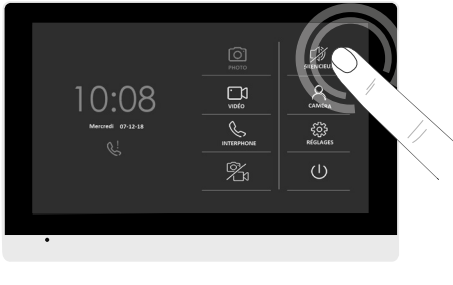 PHOTO
SILENCIEUX
10:08
VIDÉO
CAMÉRA
Mercredi 07-12-18
INTERPHONE
RÉGLAGES